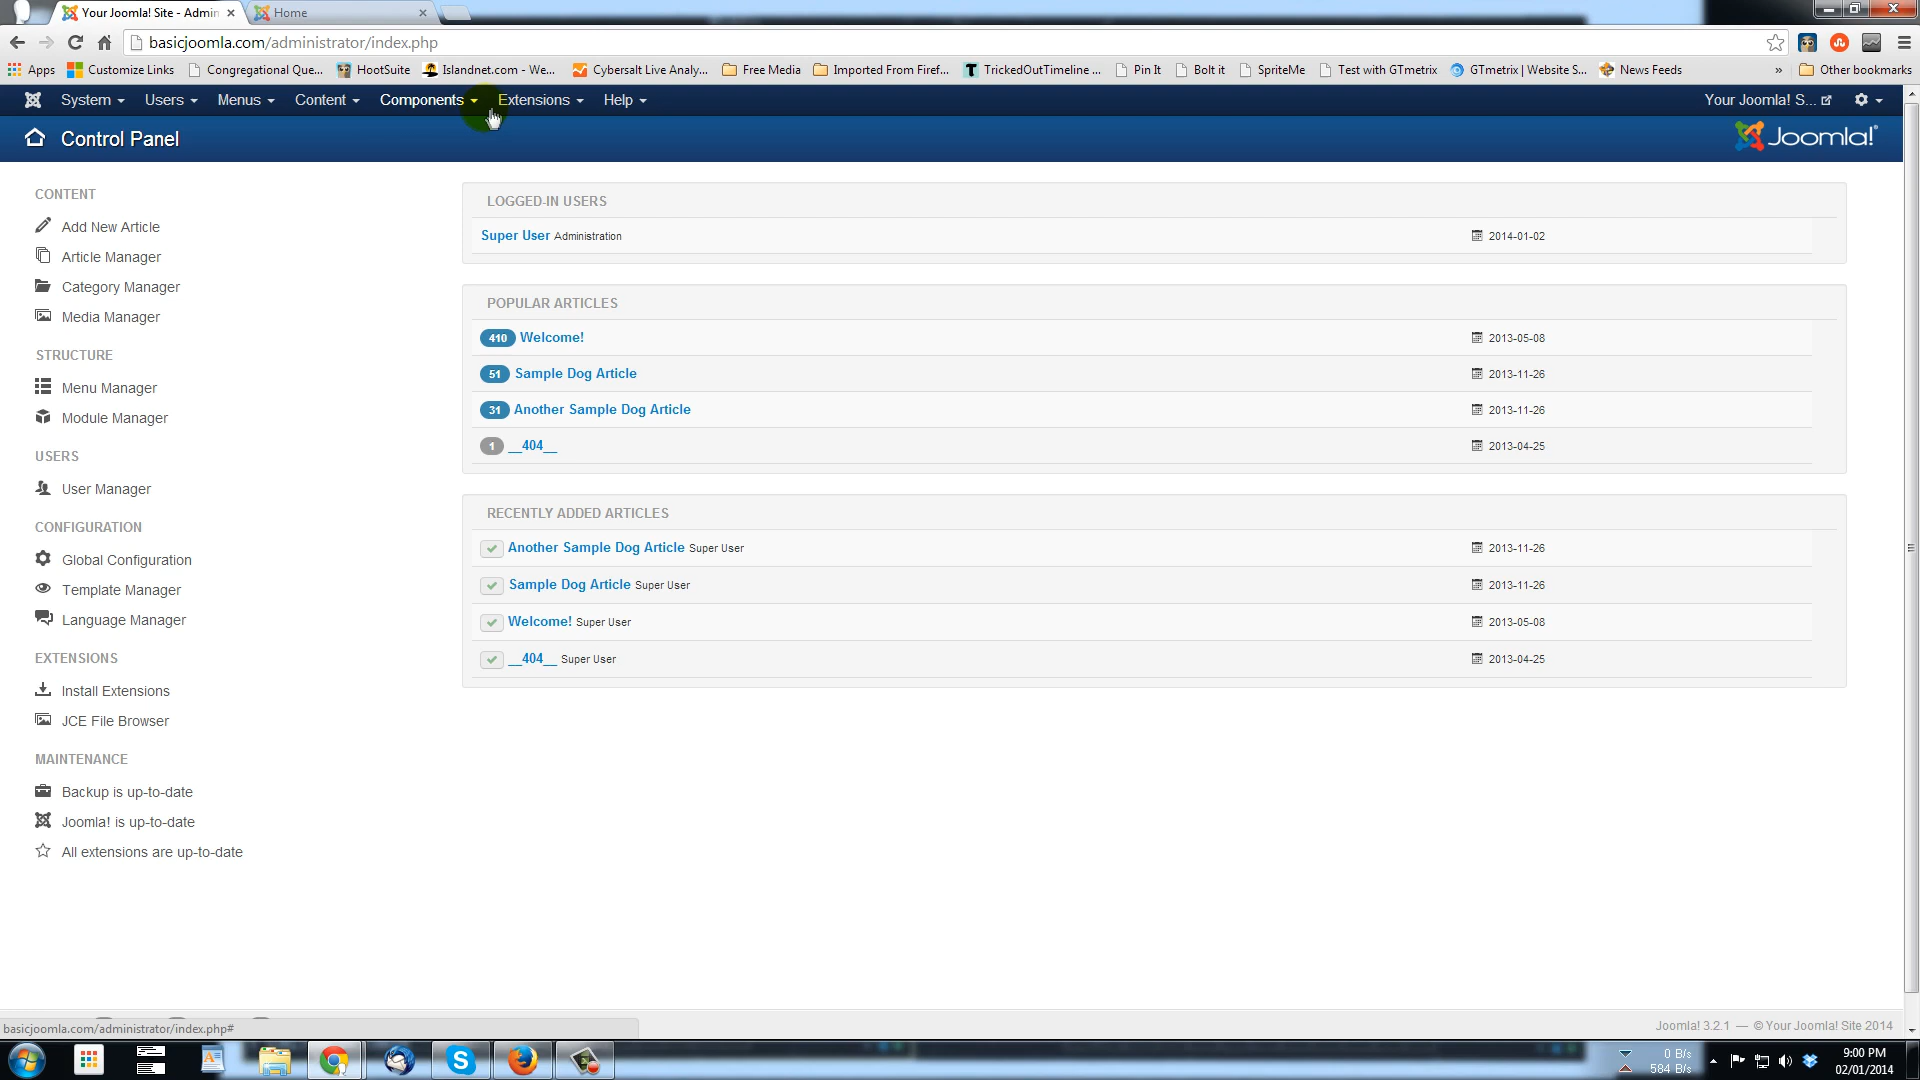 Your Joomla! Site - Admin
Home
basicjoomla.com/administrator/index.php
Apps
Customize Links
Congregational Que...
HootSuite
Islandnet.com - We...
Cybersalt Live Analy...
Free Media
Imported From Firef...
TrickedOutTimeline ...
Pin It
Bolt it
SpriteMe
Test with GTmetrix
GTmetrix | Website S...
News Feeds
»
Other bookmarks
System
Users
Menus
Content
Components
Extensions
Help
Your Joomla! S...
Control Panel
Joomla!
CONTENT
Add New Article
Article Manager
Category Manager
Media Manager
STRUCTURE
Menu Manager
Module Manager
USERS
User Manager
CONFIGURATION
Global Configuration
Template Manager
Language Manager
EXTENSIONS
Install Extensions
JCE File Browser
MAINTENANCE
Backup is up-to-date
Joomla! is up-to-date
All extensions are up-to-date
LOGGED-IN USERS
Super User Administration 2014-01-02
POPULAR ARTICLES
410 Welcome! 2013-05-08
51 Sample Dog Article 2013-11-26
31 Another Sample Dog Article 2013-11-26
1 __404__ 2013-04-25
RECENTLY ADDED ARTICLES
Another Sample Dog Article Super User 2013-11-26
Sample Dog Article Super User 2013-11-26
Welcome! Super User 2013-05-08
__404__ Super User 2013-04-25
basicjoomla.com/administrator/index.php#
Joomla! 3.2.1 — © Your Joomla! Site 2014
0 B/s
584 B/s
9:00 PM
02/01/2014